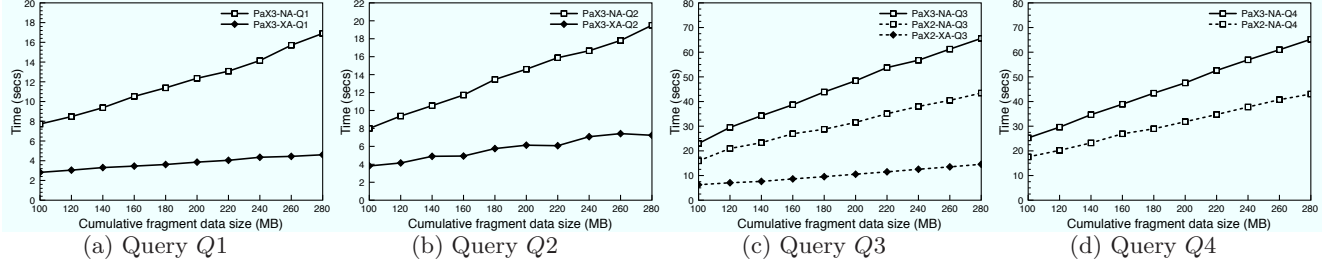 PaX3-NA-Q1
PaX3-XA-Q1
Time (secs)
20
18
16
14
12
10
8
6
4
2
0
100 120 140 160 180 200 220 240 260 280
Cumulative fragment data size (MB)
(a) Query Q1
PaX3-NA-Q2
PaX3-XA-Q2
Time (secs)
22
20
18
16
14
12
10
8
6
4
2
0
100 120 140 160 180 200 220 240 260 280
Cumulative fragment data size (MB)
(b) Query Q2
PaX3-NA-Q3
PaX2-NA-Q3
PaX2-XA-Q3
Time (secs)
80
70
60
50
40
30
20
10
0
100 120 140 160 180 200 220 240 260 280
Cumulative fragment data size (MB)
(c) Query Q3
PaX3-NA-Q4
PaX2-NA-Q4
Time (secs)
80
70
60
50
40
30
20
10
0
100 120 140 160 180 200 220 240 260 280
Cumulative fragment data size (MB)
(d) Query Q4